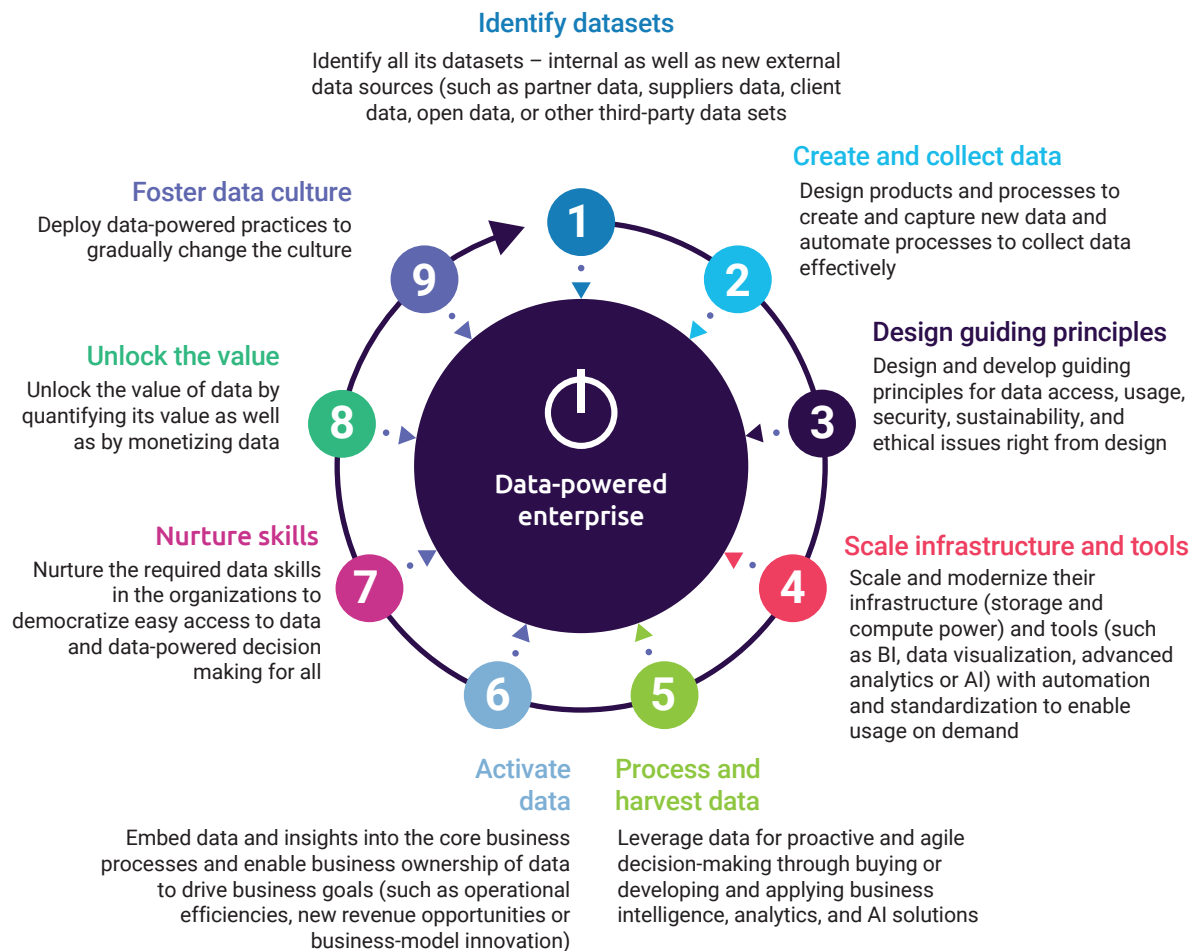 Identify datasets
Identify all its datasets – internal as well as new external
data sources (such as partner data, suppliers data, client
data, open data, or other third-party data sets
1
Create and collect data
Design products and processes to
create and capture new data and
automate processes to collect data
effectively
2
Design guiding principles
Design and develop guiding
principles for data access, usage,
security, sustainability, and
ethical issues right from design
3
Scale infrastructure and tools
Scale and modernize their
infrastructure (storage and
compute power) and tools (such
as BI, data visualization, advanced
analytics or AI) with automation
and standardization to enable
usage on demand
4
Process and
harvest data
Leverage data for proactive and agile
decision-making through buying or
developing and applying business
intelligence, analytics, and AI solutions
5
Activate
data
Embed data and insights into the core business
processes and enable business ownership of data
to drive business goals (such as operational
efficiencies, new revenue opportunities or
business-model innovation)
6
Nurture skills
Nurture the required data skills
in the organizations to
democratize easy access to data
and data-powered decision
making for all
7
Unlock the value
Unlock the value of data by
quantifying its value as well
as by monetizing data
8
Foster data culture
Deploy data-powered practices to
gradually change the culture
9
Data-powered
enterprise